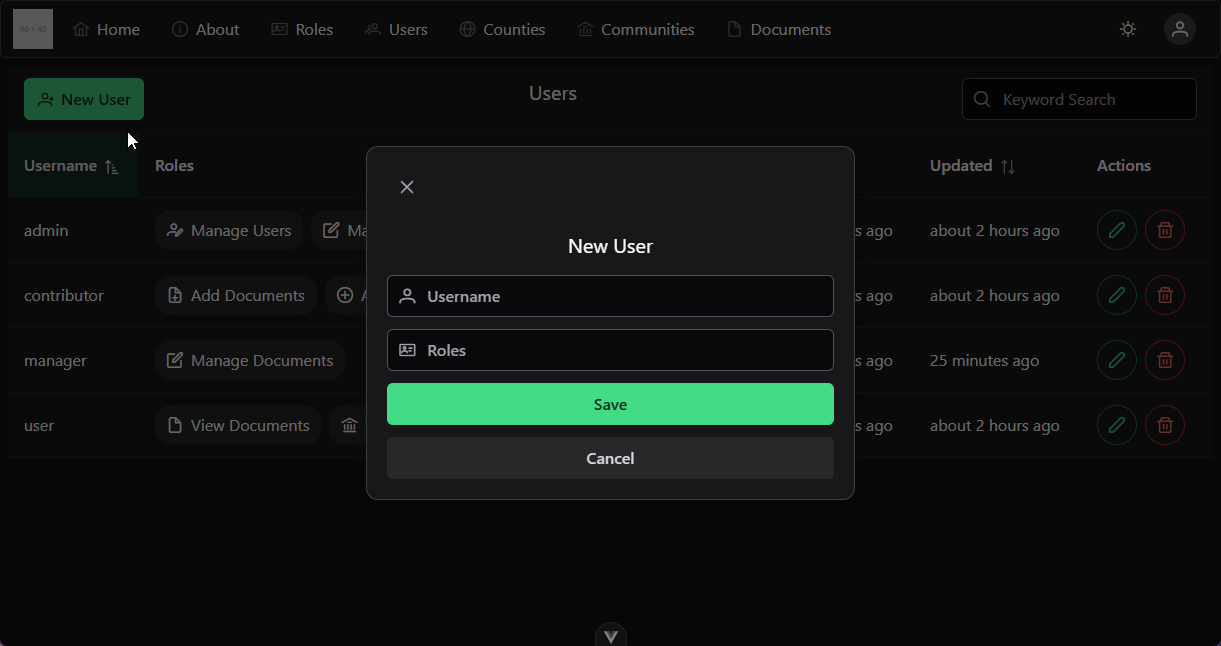 40 × 40 Home About Roles Users Counties Communities Documents
New User Users Keyword Search
Username Roles Updated Actions
admin Manage Users Ma s ago about 2 hours ago
contributor Add Documents A s ago about 2 hours ago
manager Manage Documents s ago 25 minutes ago
user View Documents s ago about 2 hours ago
New User
Username
Roles
Save
Cancel